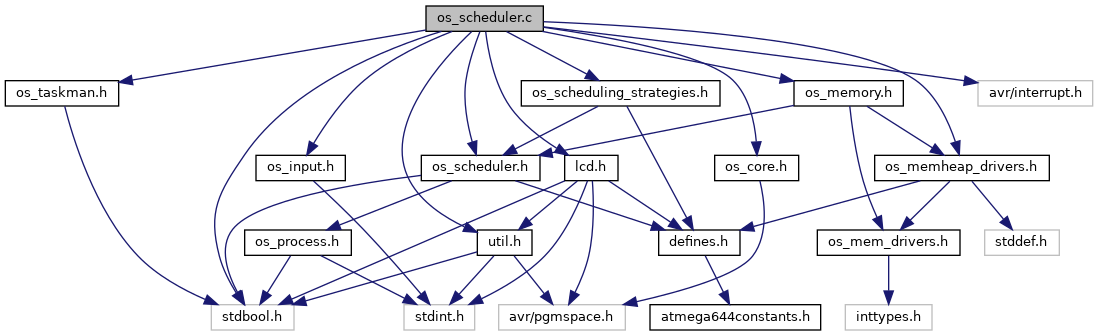 os_scheduler.c
os_taskman.h
os_scheduling_strategies.h
os_memory.h
avr/interrupt.h
os_input.h
os_scheduler.h
lcd.h
os_core.h
os_memheap_drivers.h
os_process.h
util.h
defines.h
os_mem_drivers.h
stddef.h
stdbool.h
stdint.h
avr/pgmspace.h
atmega644constants.h
inttypes.h